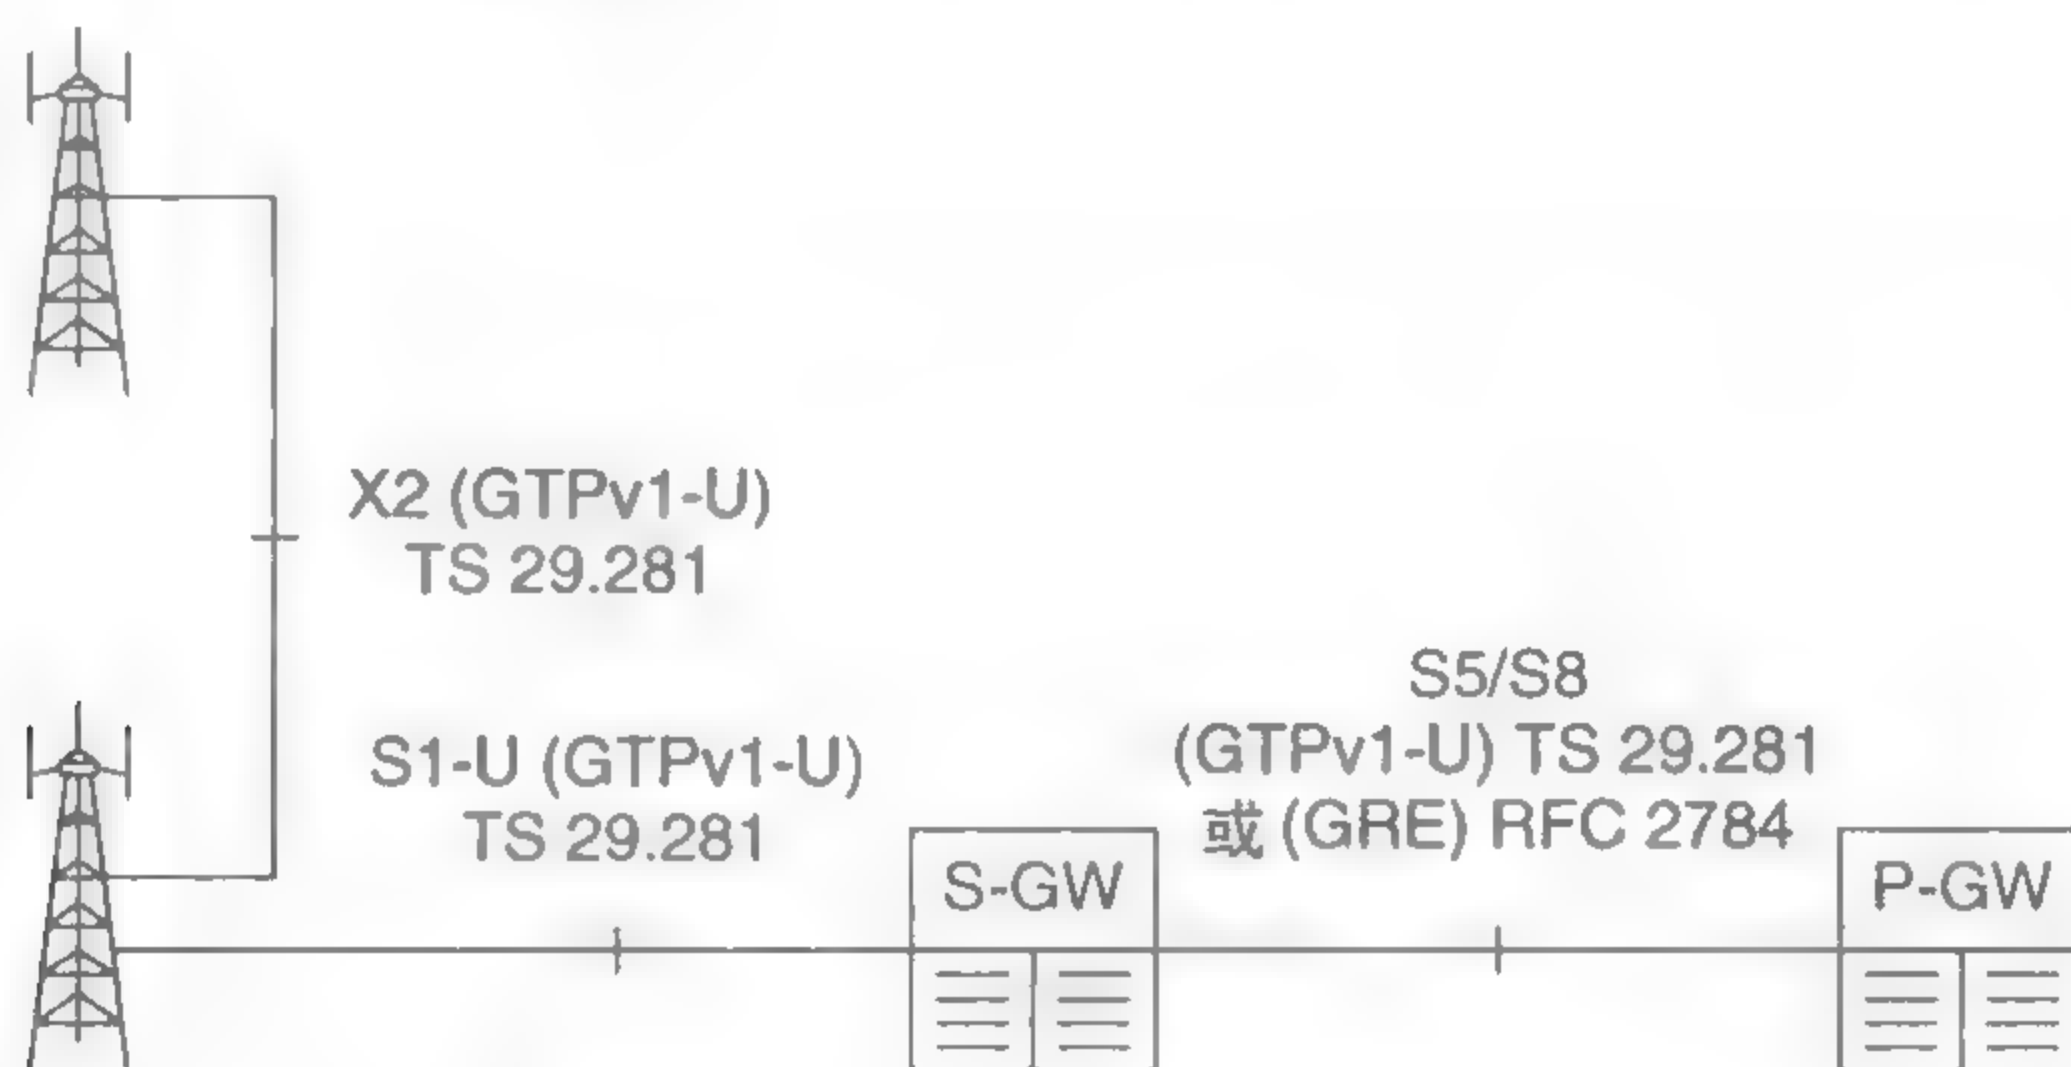 X2 (GTPv1-U)
TS 29.281
S1-U (GTPv1-U)
TS 29.281
S5/S8
(GTPv1-U) TS 29.281
或 (GRE) RFC 2784
S-GW
P-GW